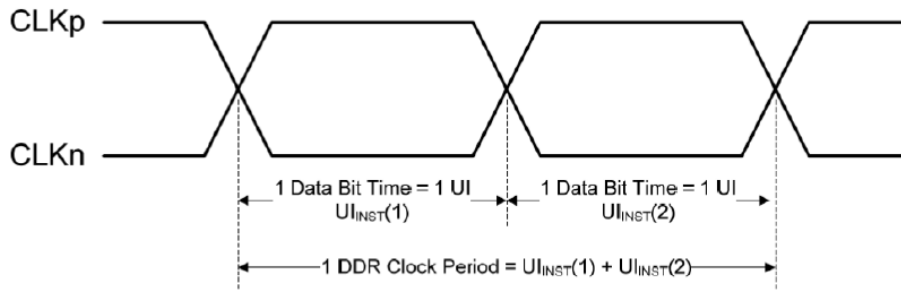 CLKp
CLKn
1 Data Bit Time = 1 UI
UIINST(1)
1 Data Bit Time = 1 UI
UIINST(2)
1 DDR Clock Period = UIINST(1) + UIINST(2)